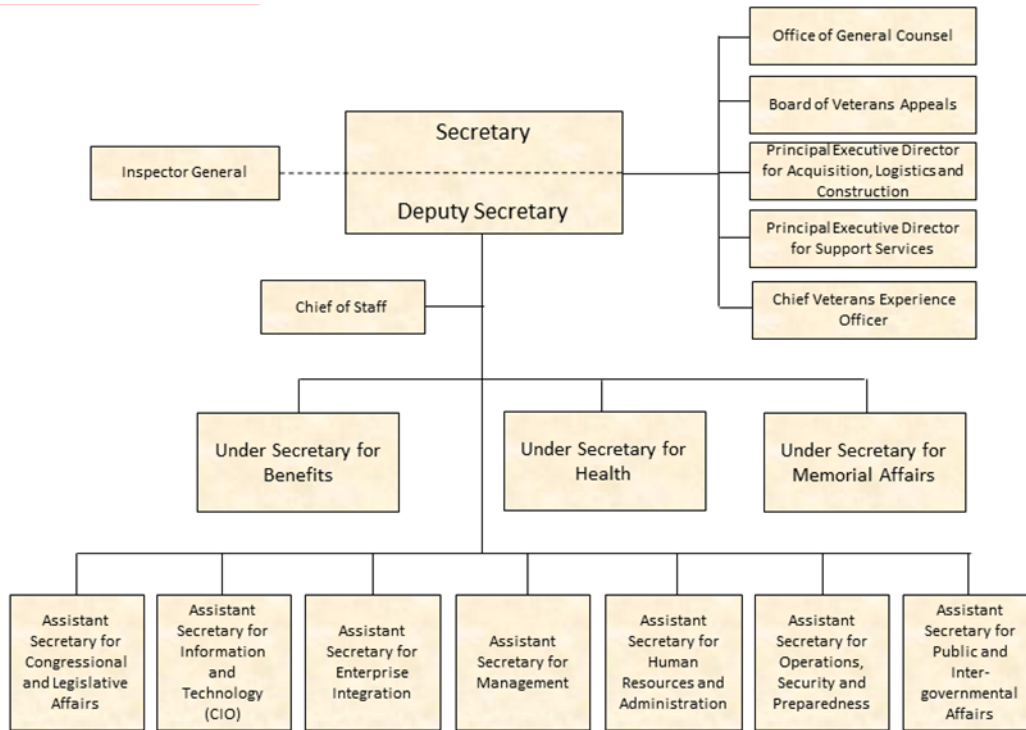 Office of General Counsel
Board of Veterans Appeals
Secretary
Inspector General
Principal Executive Director
for Acquisition, Logistics and
Construction
Deputy Secretary
Principal Executive Director
for Support Services
Chief of Staff
Chief Veterans Experience
Officer
Under Secretary for
Benefits
Under Secretary for
Health
Under Secretary for
Memorial Affairs
Assistant
Secretary for
Congressional
and Legislative
Affairs
Assistant
Secretary for
Information
and
Technology
(CIO)
Assistant
Secretary for
Enterprise
Integration
Assistant
Secretary for
Management
Assistant
Secretary for
Human
Resources and
Administration
Assistant
Secretary for
Operations,
Security and
Preparedness
Assistant
Secretary for
Public and
Inter-
governmental
Affairs